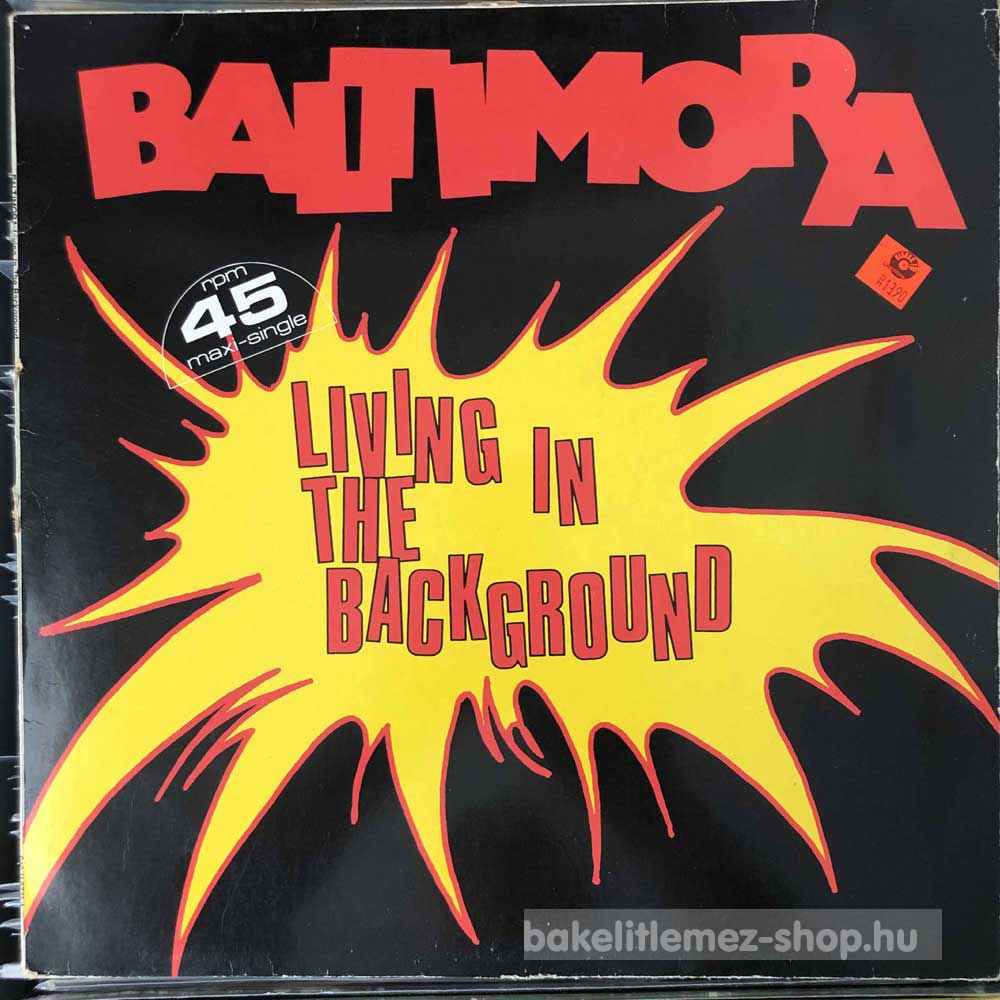 BALTIMORA
rpm
45
maxi-single
LIVING IN
THE
BACKGROUND
bakelitlemez-shop.hu